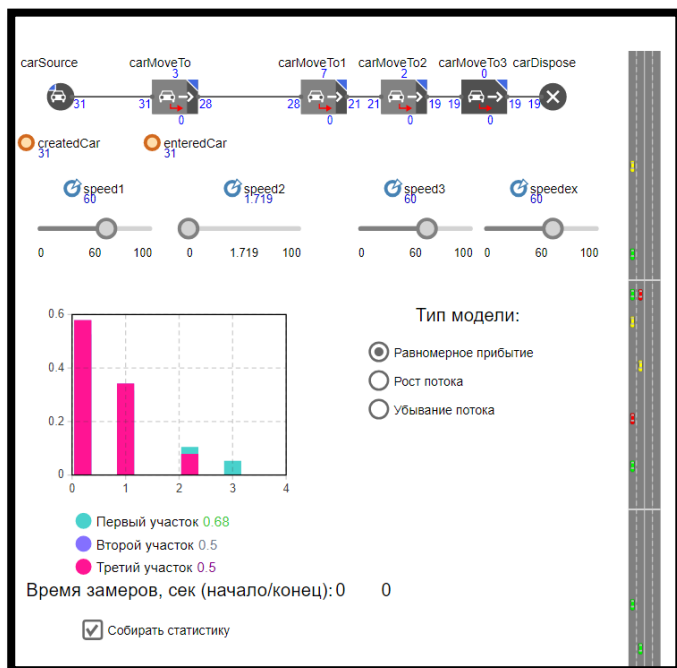 carSource carMoveTo carMoveTo1 carMoveTo2 carMoveTo3 carDispose
3 7 2 0
31 31 28 28 21 21 19 19 19 19
0 0 0 0
createdCar enteredCar
31 31
speed1 speed2 speed3 speedex
60 1.719 60 60
0 60 100 0 1.719 100 0 60 100 0 60 100
Тип модели:
Равномерное прибытие
Рост потока
Убывание потока
0.6
0.4
0.2
0
0 1 2 3 4
Первый участок 0.68
Второй участок 0.5
Третий участок 0.5
Время замеров, сек (начало/конец): 0 0
Собирать статистику